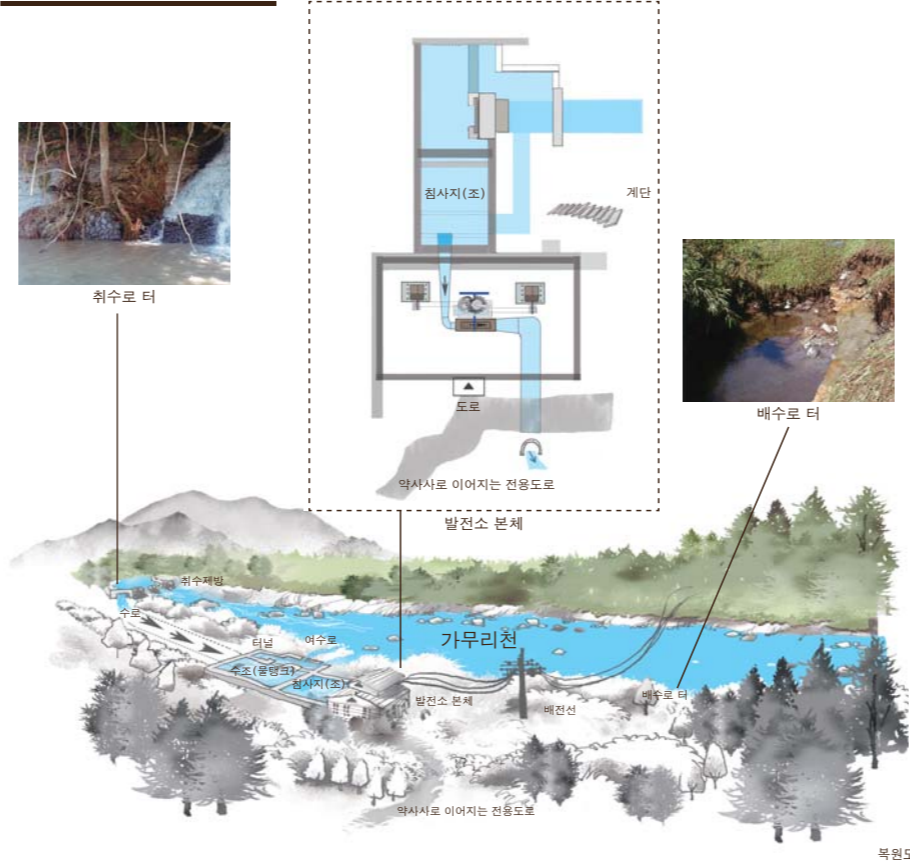 침사지(조)
계단
취수로 터
도로
배수로 터
약사사로 이어지는 전용도로
발전소 본체
취수제방
수로
터널
여수로
가무리천
수조(물탱크)
침사지(조)
발전소 본체
배전선
배수로 터
약사사로 이어지는 전용도로
복원도